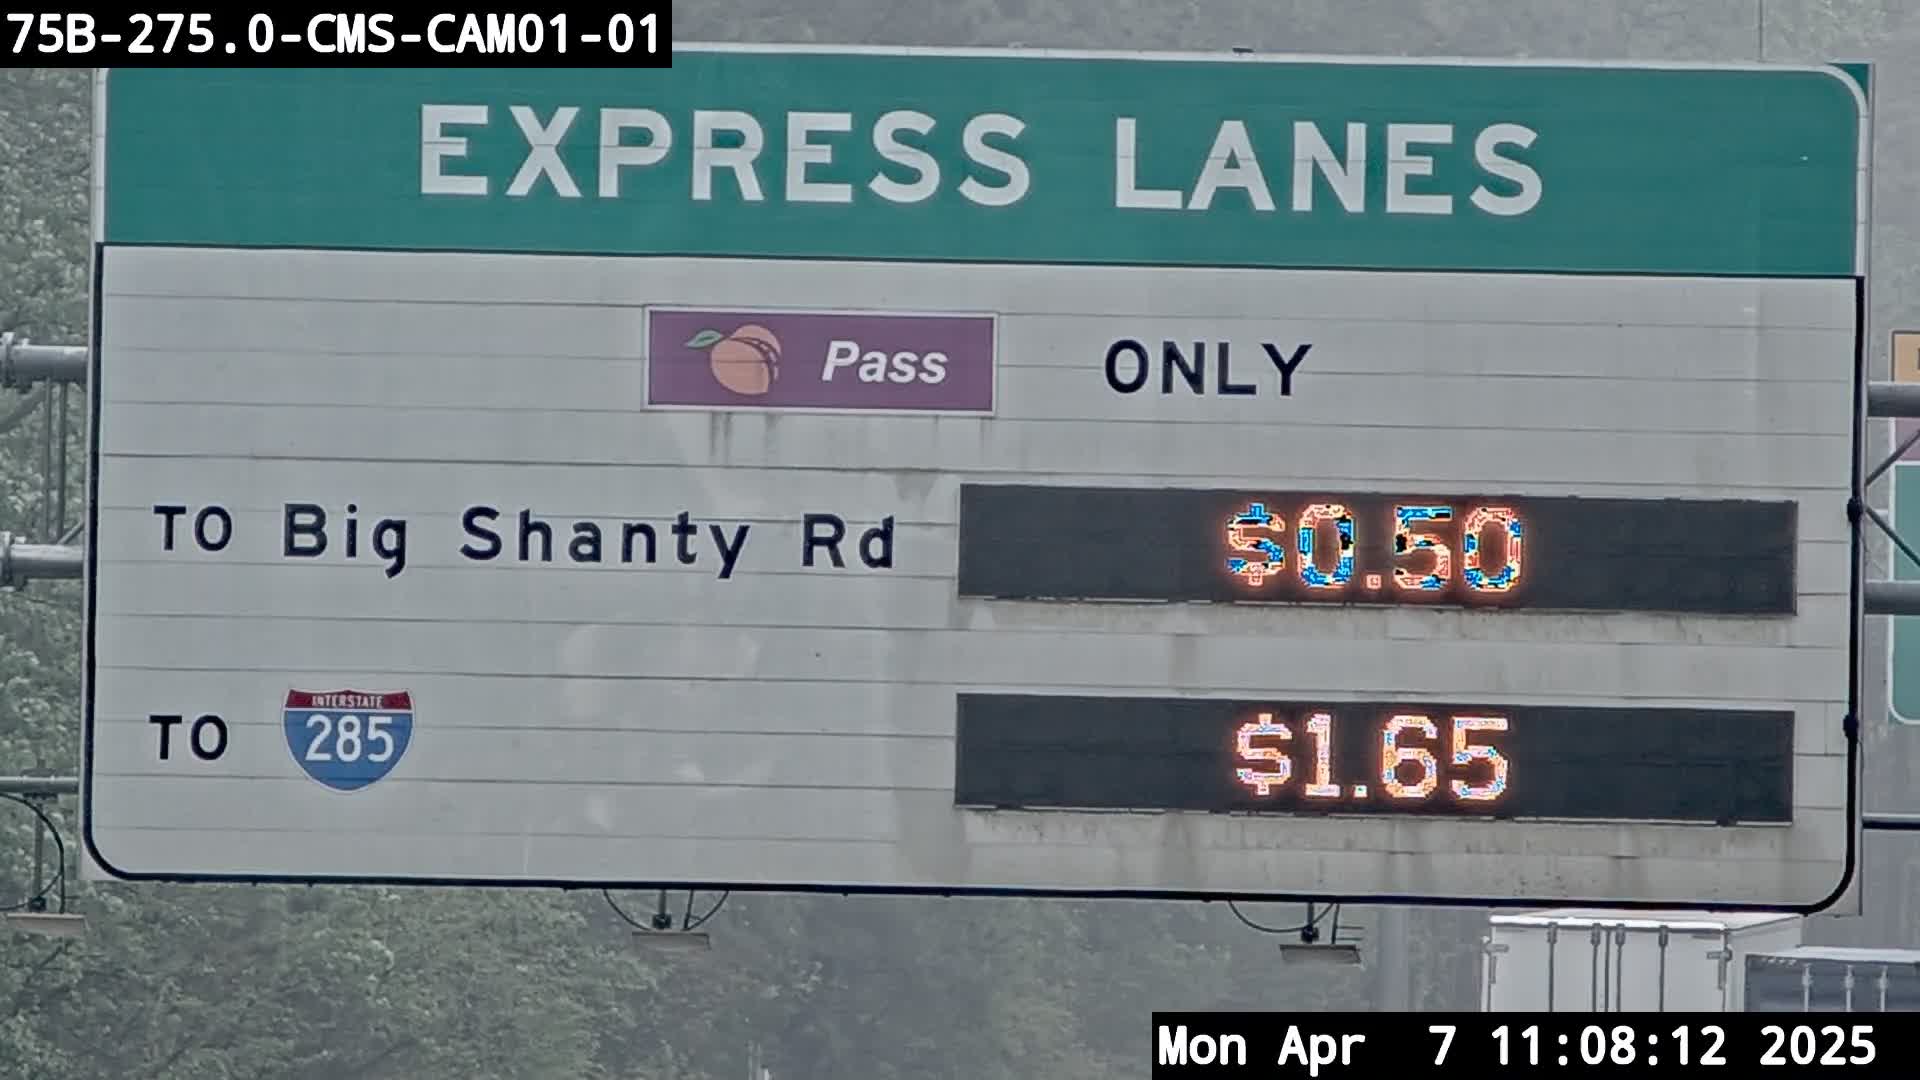 75B-275.0-CMS-CAM01-01
EXPRESS LANES
Pass ONLY
TO Big Shanty Rd $0.50
INTERSTATE
TO 285 $1.65
Mon Apr 7 11:08:12 2025